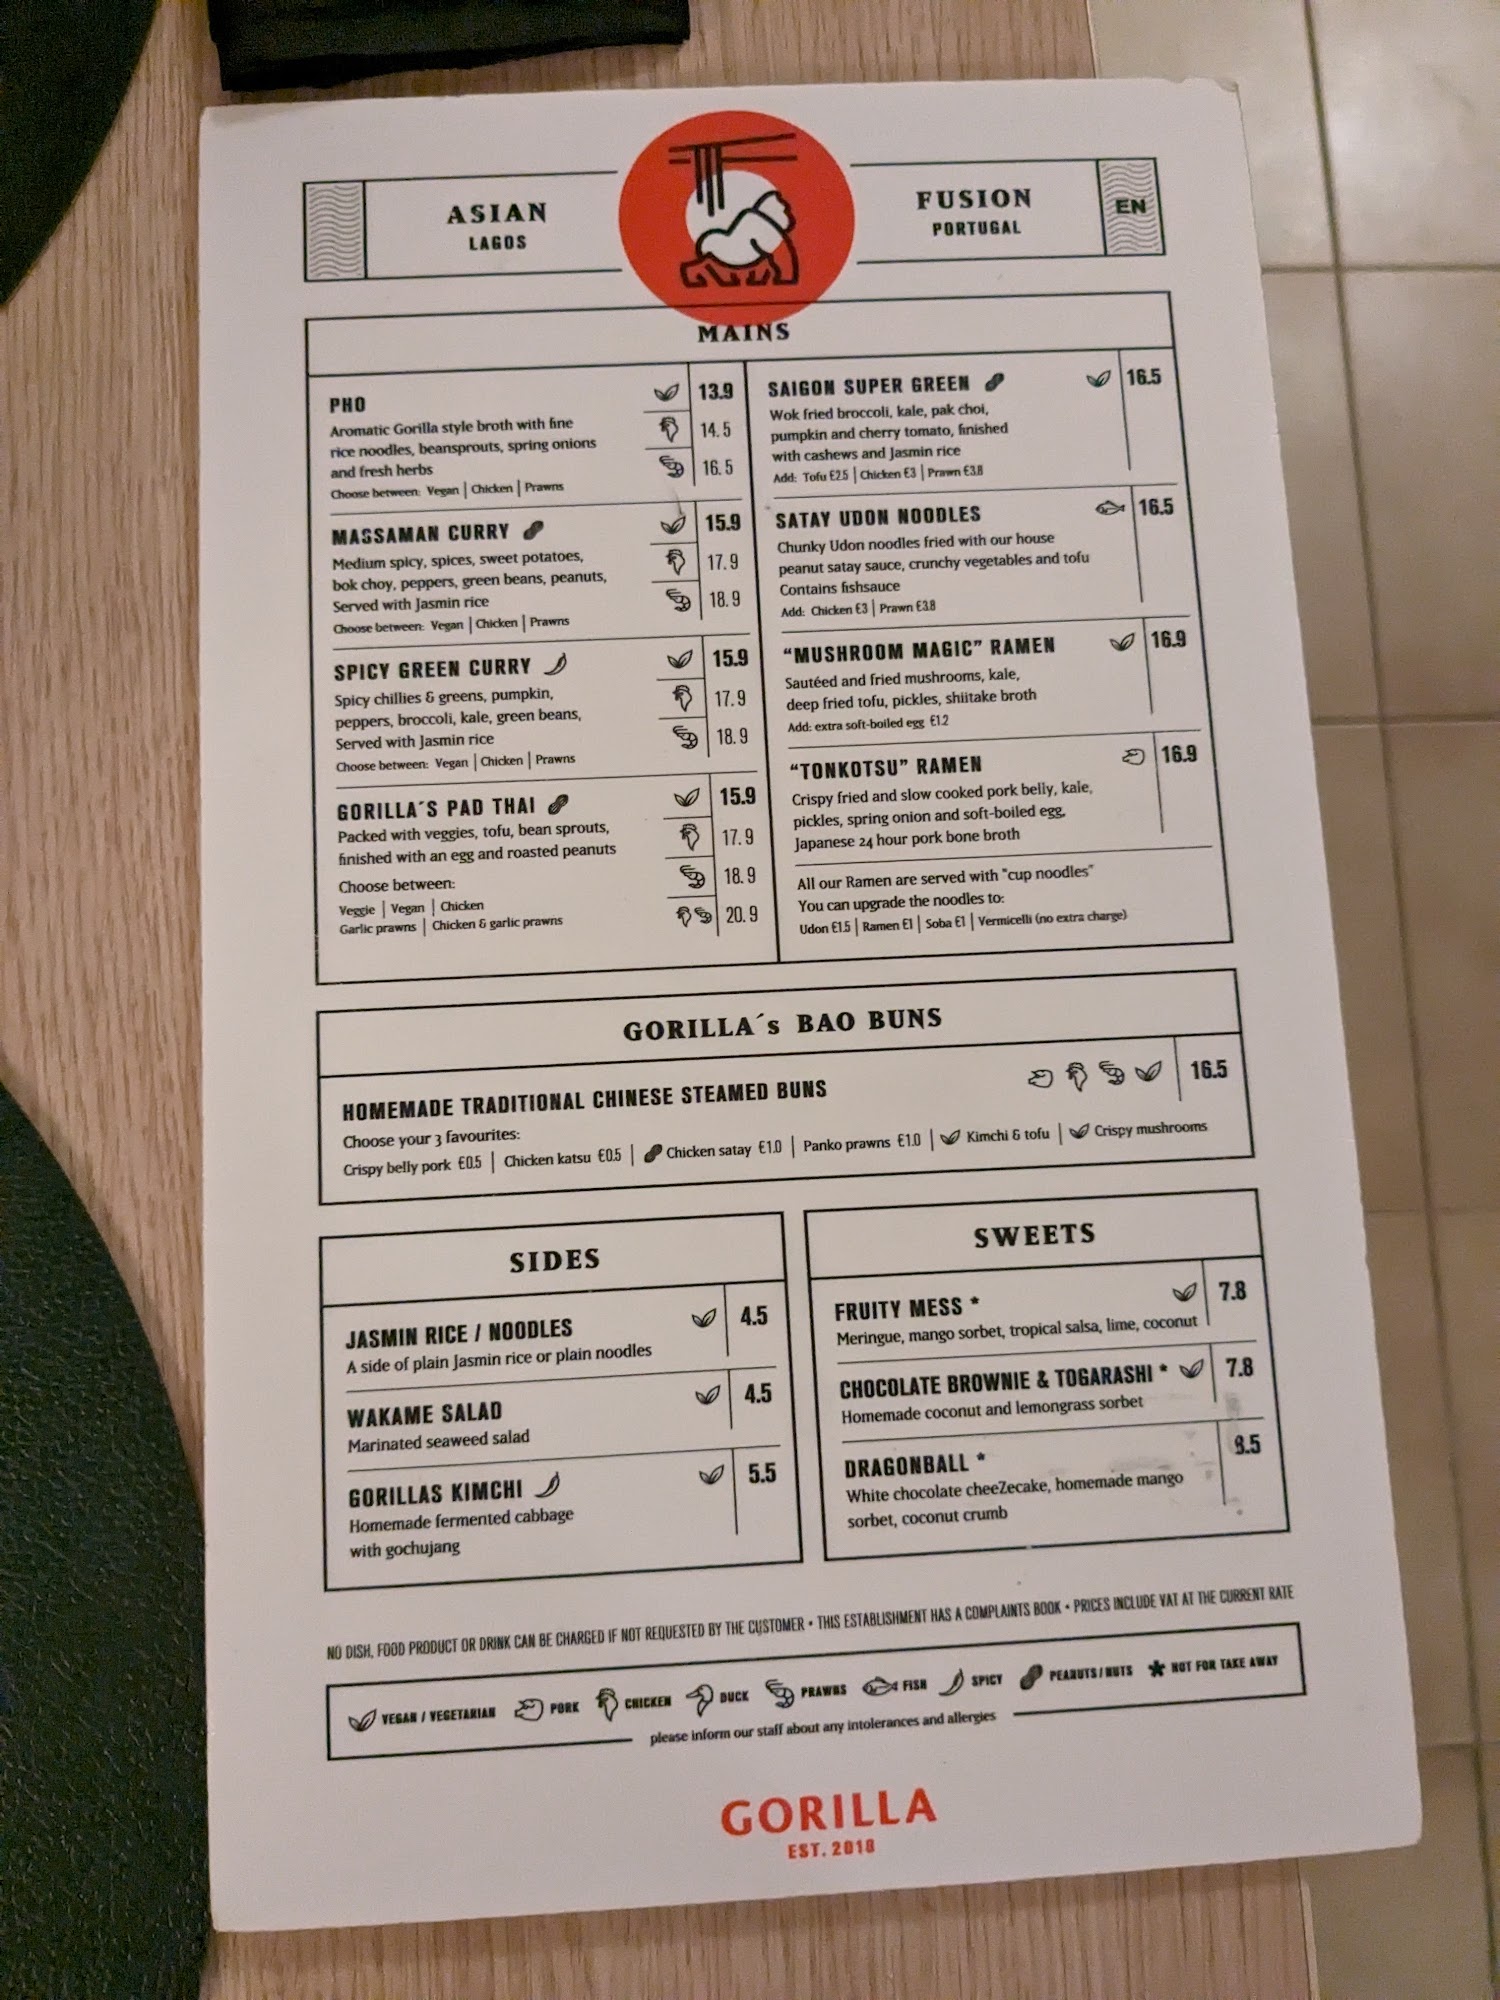 ASIAN
LAGOS
FUSION
PORTUGAL
EN
MAINS
PHO 13.9
Aromatic Gorilla style broth with fine 14.5
rice noodles, beansprouts, spring onions
and fresh herbs 16.5
Choose between: Vegan | Chicken | Prawns
MASSAMAN CURRY 15.9
Medium spicy, spices, sweet potatoes, 17.9
bok choy, peppers, green beans, peanuts,
Served with Jasmin rice 18.9
Choose between: Vegan | Chicken | Prawns
SPICY GREEN CURRY 15.9
Spicy chillies & greens, pumpkin, 17.9
peppers, broccoli, kale, green beans,
Served with Jasmin rice 18.9
Choose between: Vegan | Chicken | Prawns
GORILLA´S PAD THAI 15.9
Packed with veggies, tofu, bean sprouts, 17.9
finished with an egg and roasted peanuts
Choose between: 18.9
Veggie | Vegan | Chicken
Garlic prawns | Chicken & garlic prawns 20.9
SAIGON SUPER GREEN 16.5
Wok fried broccoli, kale, pak choi,
pumpkin and cherry tomato, finished
with cashews and Jasmin rice
Add: Tofu €2.5 | Chicken €3 | Prawn €3.8
SATAY UDON NOODLES 16.5
Chunky Udon noodles fried with our house
peanut satay sauce, crunchy vegetables and tofu
Contains fishsauce
Add: Chicken €3 | Prawn €3.8
“MUSHROOM MAGIC” RAMEN 16.9
Sautéed and fried mushrooms, kale,
deep fried tofu, pickles, shiitake broth
Add: extra soft-boiled egg €1.2
“TONKOTSU” RAMEN 16.9
Crispy fried and slow cooked pork belly, kale,
pickles, spring onion and soft-boiled egg,
Japanese 24 hour pork bone broth
All our Ramen are served with "cup noodles"
You can upgrade the noodles to:
Udon €1.5 | Ramen €1 | Soba €1 | Vermicelli (no extra charge)
GORILLA´s BAO BUNS
HOMEMADE TRADITIONAL CHINESE STEAMED BUNS 16.5
Choose your 3 favourites:
Crispy belly pork €0.5 | Chicken katsu €0.5 | Chicken satay €1.0 | Panko prawns €1.0 | Kimchi & tofu | Crispy mushrooms
SIDES
JASMIN RICE / NOODLES 4.5
A side of plain Jasmin rice or plain noodles
WAKAME SALAD 4.5
Marinated seaweed salad
GORILLAS KIMCHI 5.5
Homemade fermented cabbage
with gochujang
SWEETS
FRUITY MESS * 7.8
Meringue, mango sorbet, tropical salsa, lime, coconut
CHOCOLATE BROWNIE & TOGARASHI * 7.8
Homemade coconut and lemongrass sorbet
DRAGONBALL *
White chocolate cheeZecake, homemade mango
sorbet, coconut crumb
NO DISH, FOOD PRODUCT OR DRINK CAN BE CHARGED IF NOT REQUESTED BY THE CUSTOMER • THIS ESTABLISHMENT HAS A COMPLAINTS BOOK • PRICES INCLUDE VAT AT THE CURRENT RATE
VEGAN / VEGETARIAN PORK CHICKEN DUCK PRAWNS FISH SPICY PEANUTS/NUTS * NOT FOR TAKE AWAY
please inform our staff about any intolerances and allergies
GORILLA
EST. 2018